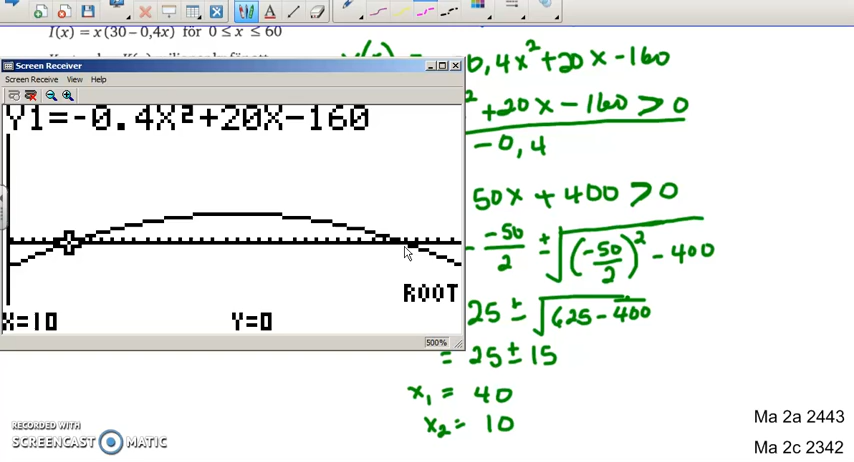 I(x) = x(30 – 0,4x) för 0 ≤ x ≤ 60
Screen Receiver
Screen Receive View Help
Y1=-0.4X²+20X-160
ROOT
X=10 Y=0
500%
0,4x² + 20x - 160
² + 20x - 160 > 0
-0,4
50x + 400 > 0
- -50/2 ± √((-50/2)² - 400)
25 ± √(625 - 400)
= 25 ± 15
x₁ = 40
x₂ = 10
RECORDED WITH
SCREENCAST MATIC
Ma 2a 2443
Ma 2c 2342